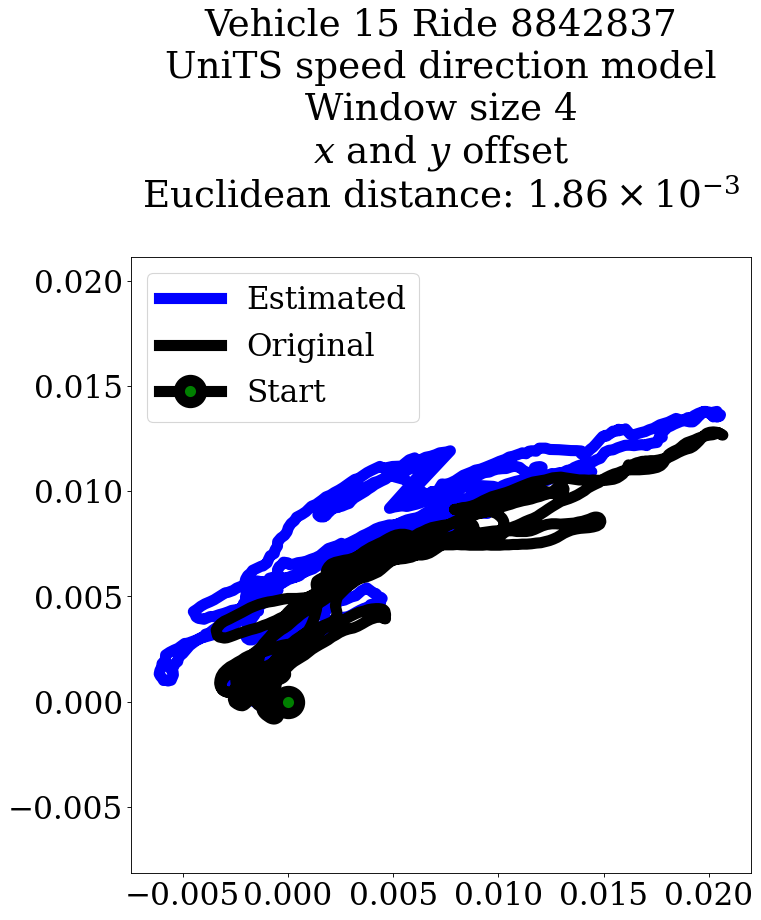 Vehicle 15 Ride 8842837
UniTS speed direction model
Window size 4
x and y offset
Euclidean distance: 1.86 × 10⁻³
0.020
0.015
0.010
0.005
0.000
−0.005
Estimated
Original
Start
−0.005 0.000 0.005 0.010 0.015 0.020